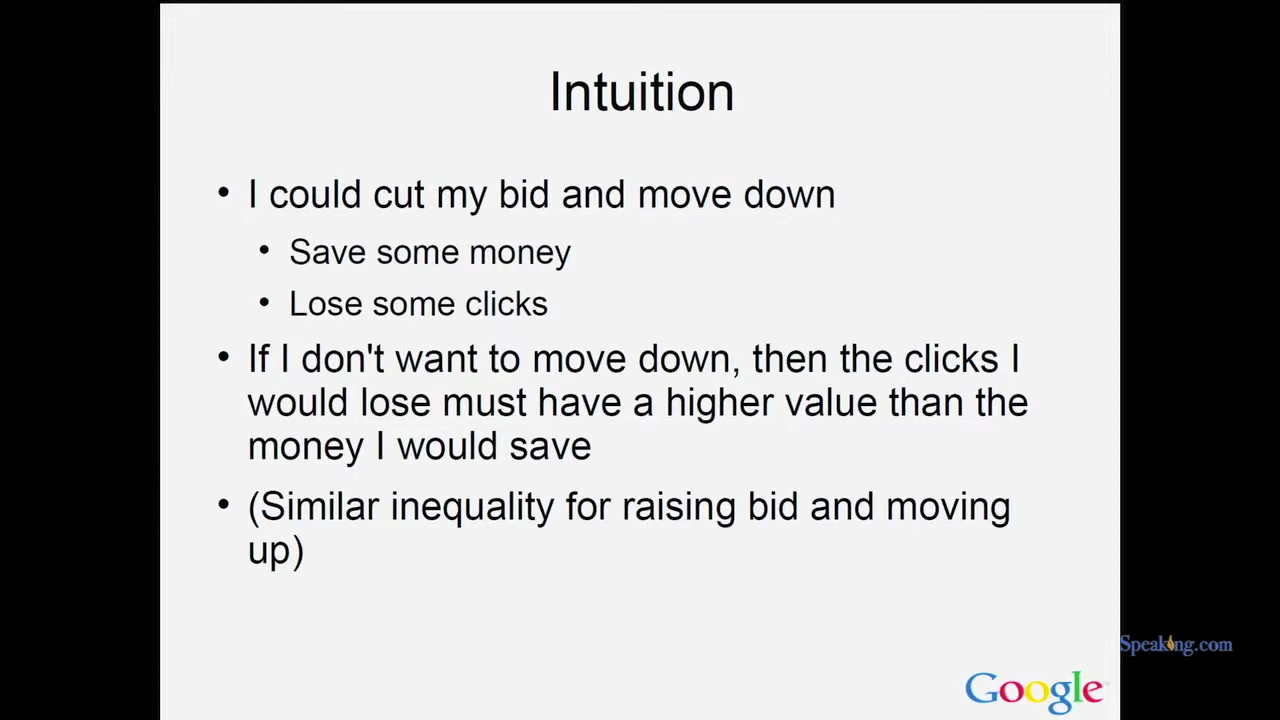 Intuition
• I could cut my bid and move down
• Save some money
• Lose some clicks
• If I don't want to move down, then the clicks I
would lose must have a higher value than the
money I would save
• (Similar inequality for raising bid and moving
up)
Speaking.com
Google